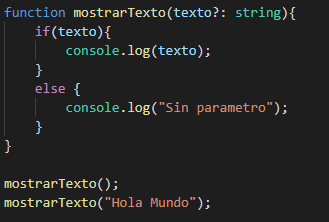 function mostrarTexto(texto?: string){
    if(texto){
        console.log(texto);
    }
    else {
        console.log("Sin parametro");
    }
}

mostrarTexto();
mostrarTexto("Hola Mundo");